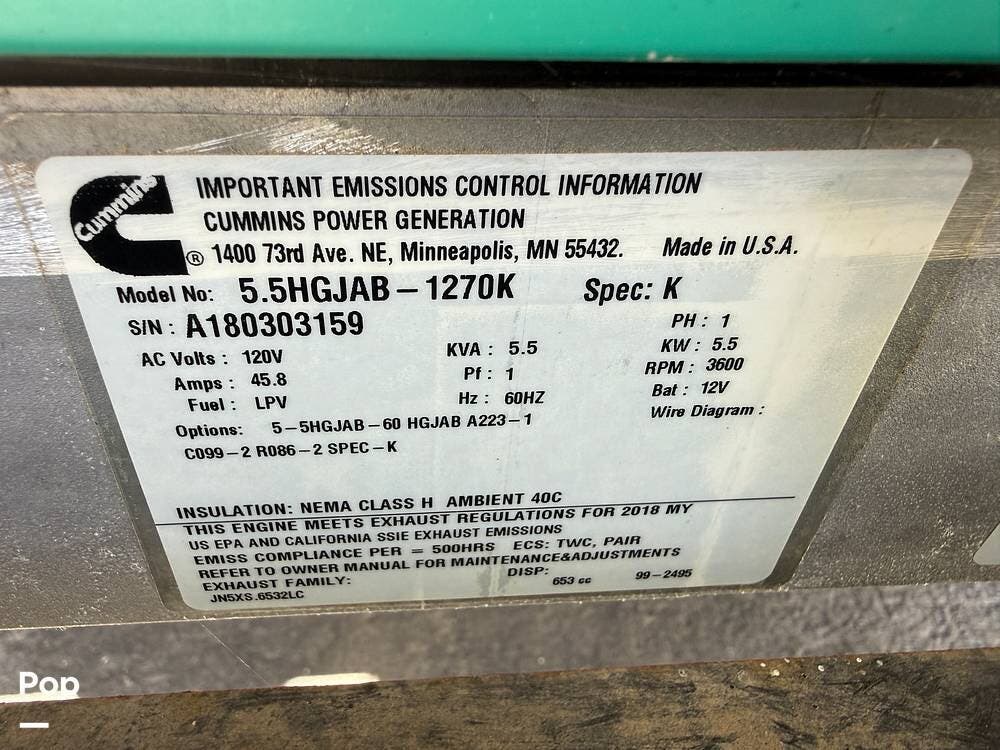 Cummins
®
IMPORTANT EMISSIONS CONTROL INFORMATION
CUMMINS POWER GENERATION
1400 73rd Ave. NE, Minneapolis, MN 55432. Made in U.S.A.
Model No: 5.5HGJAB-1270K Spec: K
S/N : A180303159 PH : 1
AC Volts : 120V KVA : 5.5 KW : 5.5
Amps : 45.8 Pf : 1 RPM : 3600
Fuel : LPV Hz : 60HZ Bat : 12V
Wire Diagram :
Options: 5-5HGJAB-60 HGJAB A223-1
C099-2 R086-2 SPEC-K
INSULATION: NEMA CLASS H AMBIENT 40C
THIS ENGINE MEETS EXHAUST REGULATIONS FOR 2018 MY
US EPA AND CALIFORNIA SSIE EXHAUST EMISSIONS
EMISS COMPLIANCE PER = 500HRS ECS: TWC, PAIR
REFER TO OWNER MANUAL FOR MAINTENANCE&ADJUSTMENTS
EXHAUST FAMILY: DISP:
JN5XS.6532LC 653 cc 99-2495
Pop